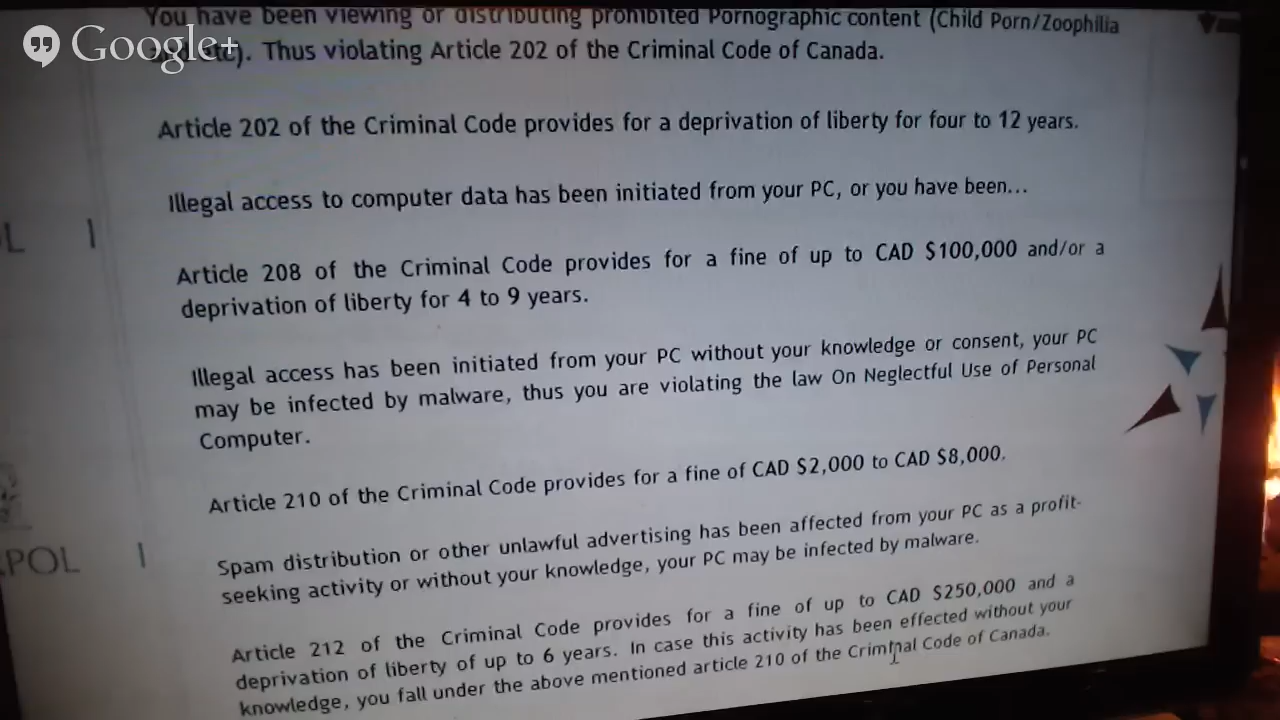 You have been viewing or distributing prohibited Pornographic content (Child Porn/Zoophilia
Google+
etc). Thus violating Article 202 of the Criminal Code of Canada.
Article 202 of the Criminal Code provides for a deprivation of liberty for four to 12 years.
Illegal access to computer data has been initiated from your PC, or you have been...
L I
Article 208 of the Criminal Code provides for a fine of up to CAD $100,000 and/or a
deprivation of liberty for 4 to 9 years.
Illegal access has been initiated from your PC without your knowledge or consent, your PC
may be infected by malware, thus you are violating the law On Neglectful Use of Personal
Computer.
Article 210 of the Criminal Code provides for a fine of CAD $2,000 to CAD $8,000.
POL I
Spam distribution or other unlawful advertising has been affected from your PC as a profit-
seeking activity or without your knowledge, your PC may be infected by malware.
Article 212 of the Criminal Code provides for a fine of up to CAD $250,000 and a
deprivation of liberty of up to 6 years. In case this activity has been effected without your
knowledge, you fall under the above mentioned article 210 of the Criminal Code of Canada.